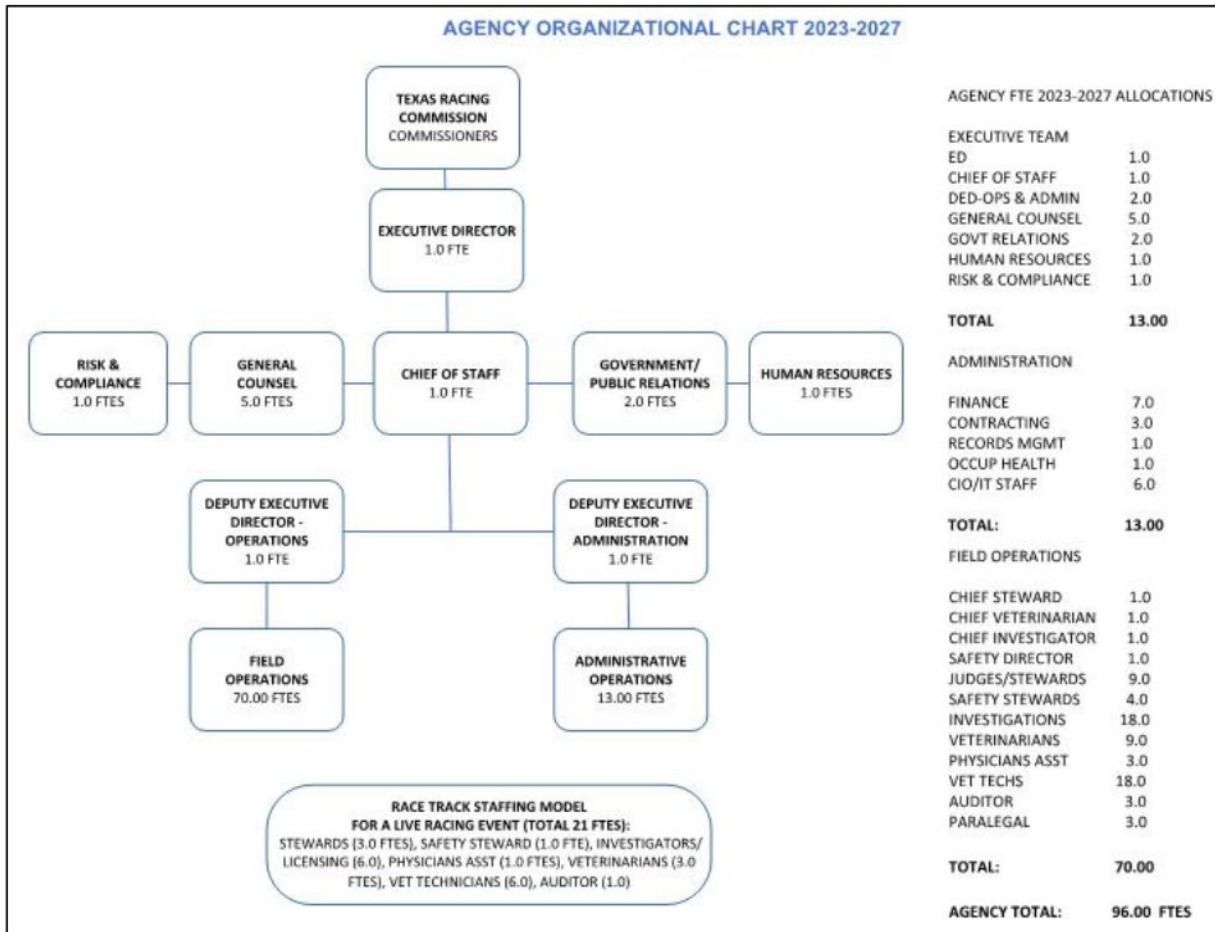 AGENCY ORGANIZATIONAL CHART 2023-2027
TEXAS RACING
COMMISSION
COMMISSIONERS
EXECUTIVE DIRECTOR
1.0 FTE
RISK &
COMPLIANCE
1.0 FTES
GENERAL
COUNSEL
5.0 FTES
CHIEF OF STAFF
1.0 FTE
GOVERNMENT/
PUBLIC RELATIONS
2.0 FTES
HUMAN RESOURCES
1.0 FTES
DEPUTY EXECUTIVE
DIRECTOR -
OPERATIONS
1.0 FTE
DEPUTY EXECUTIVE
DIRECTOR -
ADMINISTRATION
1.0 FTE
FIELD
OPERATIONS
70.00 FTES
ADMINISTRATIVE
OPERATIONS
13.00 FTES
RACE TRACK STAFFING MODEL
FOR A LIVE RACING EVENT (TOTAL 21 FTES):
STEWARDS (3.0 FTES), SAFETY STEWARD (1.0 FTE), INVESTIGATORS/
LICENSING (6.0), PHYSICIANS ASST (1.0 FTES), VETERINARIANS (3.0
FTES), VET TECHNICIANS (6.0), AUDITOR (1.0)
AGENCY FTE 2023-2027 ALLOCATIONS
EXECUTIVE TEAM
ED 1.0
CHIEF OF STAFF 1.0
DED-OPS & ADMIN 2.0
GENERAL COUNSEL 5.0
GOVT RELATIONS 2.0
HUMAN RESOURCES 1.0
RISK & COMPLIANCE 1.0
TOTAL 13.00
ADMINISTRATION
FINANCE 7.0
CONTRACTING 3.0
RECORDS MGMT 1.0
OCCUP HEALTH 1.0
CIO/IT STAFF 6.0
TOTAL: 13.00
FIELD OPERATIONS
CHIEF STEWARD 1.0
CHIEF VETERINARIAN 1.0
CHIEF INVESTIGATOR 1.0
SAFETY DIRECTOR 1.0
JUDGES/STEWARDS 9.0
SAFETY STEWARDS 4.0
INVESTIGATIONS 18.0
VETERINARIANS 9.0
PHYSICIANS ASST 3.0
VET TECHS 18.0
AUDITOR 3.0
PARALEGAL 3.0
TOTAL: 70.00
AGENCY TOTAL: 96.00 FTES